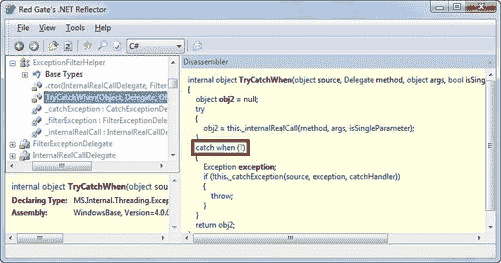 Red Gate's .NET Reflector
File View Tools Help
C#
ExceptionFilterHelper
Base Types
.ctor(InternalRealCallDelegate, Filter
TryCatchWhen(Object, Delegate, Ob
_catchException : CatchExceptionDe
_filterException : FilterExceptionDe
_internalRealCall : InternalRealCall
FilterExceptionDelegate
InternalRealCallDelegate
internal object TryCatchWhen(object sour
Declaring Type: MS.Internal.Threading.Excep
Assembly: WindowsBase, Version=4.0.0
Disassembler
internal object TryCatchWhen(object source, Delegate method, object args, bool isSing
{
object obj2 = null;
try
{
obj2 = this._internalRealCall(method, args, isSingleParameter);
}
catch when (?)
{
Exception exception;
if (!this._catchException(source, exception, catchHandler))
{
throw;
}
}
return obj2;